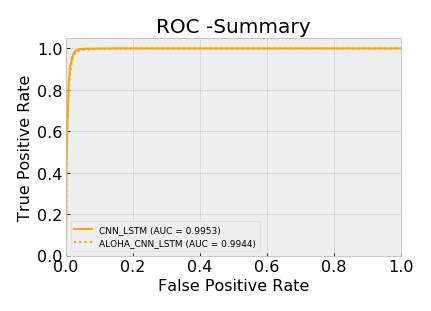 ROC -Summary
True Positive Rate
1.0
0.8
0.6
0.4
0.2
0.0
CNN_LSTM (AUC = 0.9953)
ALOHA_CNN_LSTM (AUC = 0.9944)
0.0 0.2 0.4 0.6 0.8 1.0
False Positive Rate